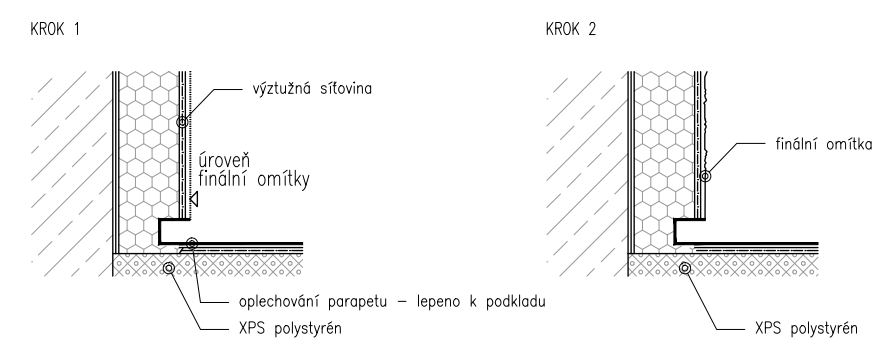 KROK 1
výztužná síťovina
úroveň
finální omítky
oplechování parapetu – lepeno k podkladu
XPS polystyrén
KROK 2
finální omítka
XPS polystyrén